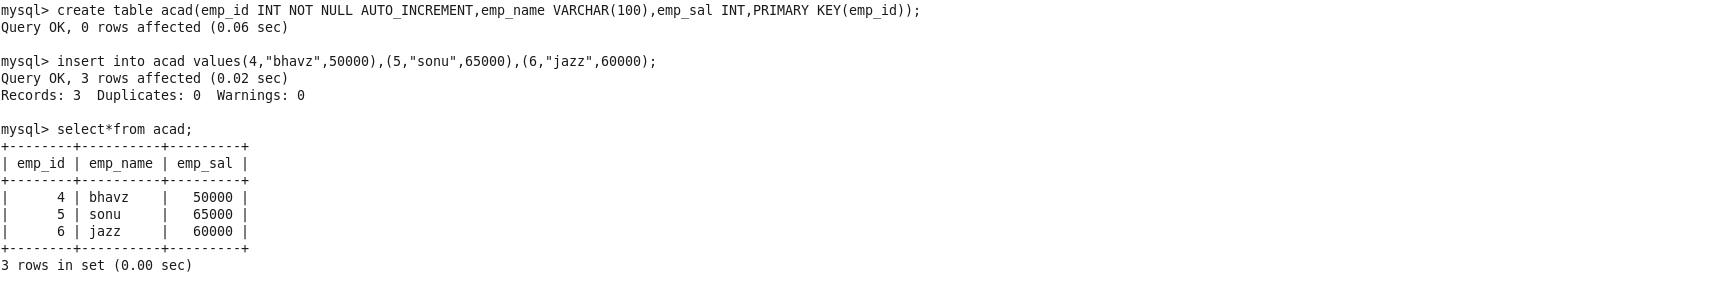 mysql> create table acad(emp_id INT NOT NULL AUTO_INCREMENT,emp_name VARCHAR(100),emp_sal INT,PRIMARY KEY(emp_id));
Query OK, 0 rows affected (0.06 sec)
mysql> insert into acad values(4,"bhavz",50000),(5,"sonu",65000),(6,"jazz",60000);
Query OK, 3 rows affected (0.02 sec)
Records: 3  Duplicates: 0  Warnings: 0
mysql> select*from acad;
+--------+----------+---------+
| emp_id | emp_name | emp_sal |
+--------+----------+---------+
|      4 | bhavz    |   50000 |
|      5 | sonu     |   65000 |
|      6 | jazz     |   60000 |
+--------+----------+---------+
3 rows in set (0.00 sec)